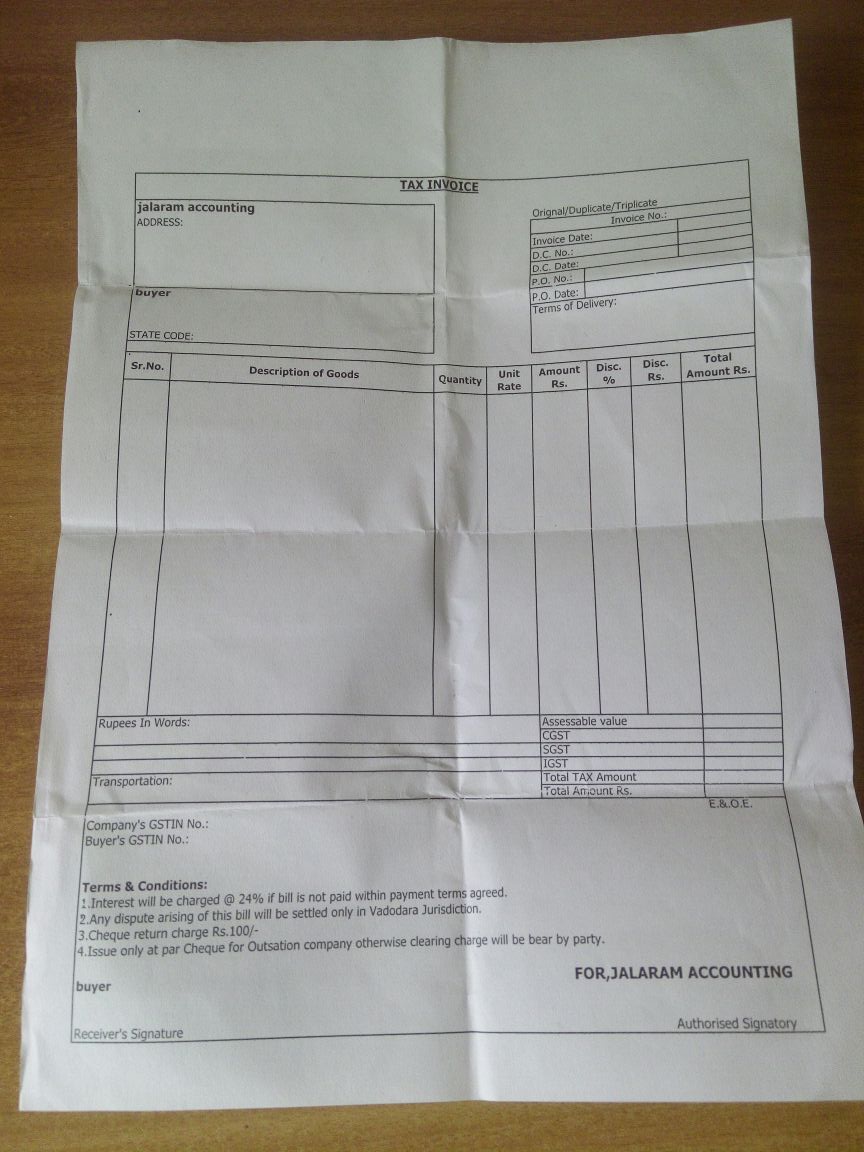 TAX INVOICE
jalaram accounting
ADDRESS:
buyer
STATE CODE:
Orignal/Duplicate/Triplicate
Invoice No.:
Invoice Date:
D.C. No.:
D.C. Date:
P.O. No.:
P.O. Date:
Terms of Delivery:
Sr.No. Description of Goods Quantity Unit Rate Amount Rs. Disc. % Disc. Rs. Total Amount Rs.
Rupees In Words:
Assessable value
CGST
SGST
IGST
Transportation:
Total TAX Amount
Total Amount Rs.
E.&.O.E.
Company's GSTIN No.:
Buyer's GSTIN No.:
Terms & Conditions:
1.Interest will be charged @ 24% if bill is not paid within payment terms agreed.
2.Any dispute arising of this bill will be settled only in Vadodara Jurisdiction.
3.Cheque return charge Rs.100/-
4.Issue only at par Cheque for Outsation company otherwise clearing charge will be bear by party.
FOR,JALARAM ACCOUNTING
buyer
Receiver's Signature
Authorised Signatory